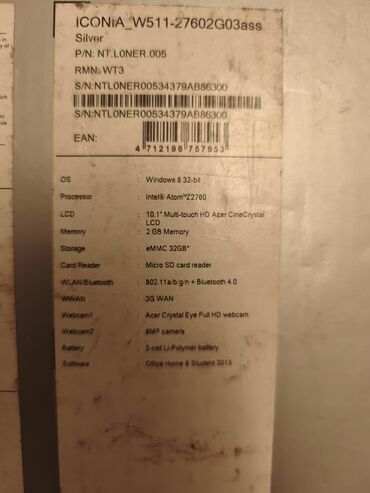 ICONIA_W511-27602G03ass
Silver
P/N: NT.L0NER.005
RMN: WT3
S/N:NTL0NER00534379AB86300
S/N:NTL0NER00534379AB86300
EAN:
4 712196 757953
OS : Windows 8 32-bit
Processor : Intel® Atom™Z2760
LCD : 10.1" Multi-touch HD Acer CineCrystal
LCD
Memory : 2 GB Memory
Storage : eMMC 32GB*
Card Reader : Micro SD card reader
WLAN/Bluetooth : 802.11a/b/g/n + Bluetooth 4.0
WWAN : 3G WAN
Webcam1 : Acer Crystal Eye Full HD webcam
Webcam2 : 8MP camera
Battery : 2-cell Li-Polymer battery
Software : Office Home & Student 2013